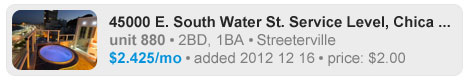 45000 E. South Water St. Service Level, Chica ...
unit 880 • 2BD, 1BA • Streeterville
$2.425/mo • added 2012 12 16 • price: $2.00